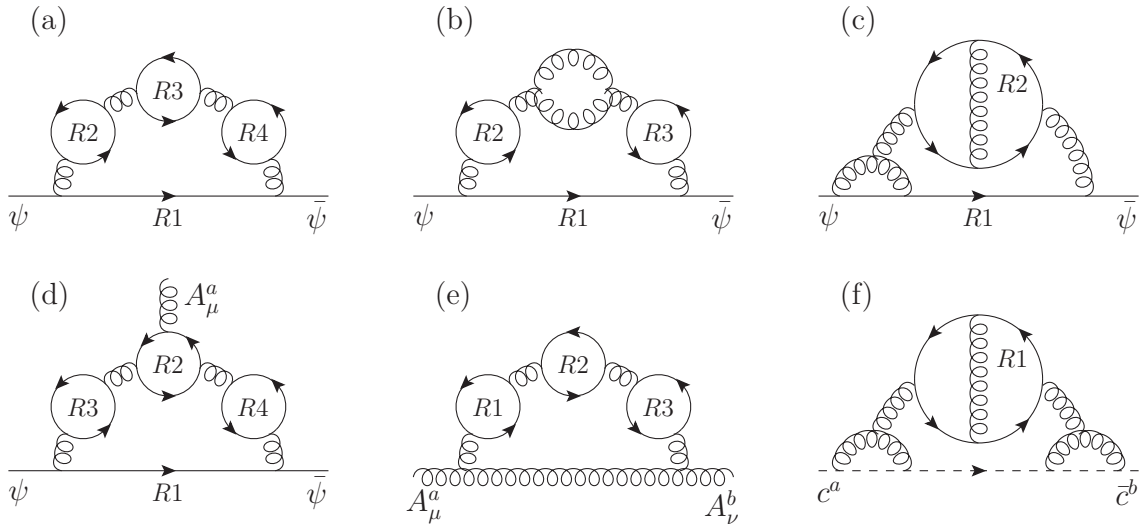 (a)
R3
R2
R4
ψ
R1
ψ̄
(b)
R2
R3
ψ
R1
ψ̄
(c)
R2
ψ
R1
ψ̄
(d)
A^a_μ
R2
R3
R4
ψ
R1
ψ̄
(e)
R2
R1
R3
A^a_μ
A^b_ν
(f)
R1
c^a
c̄^b